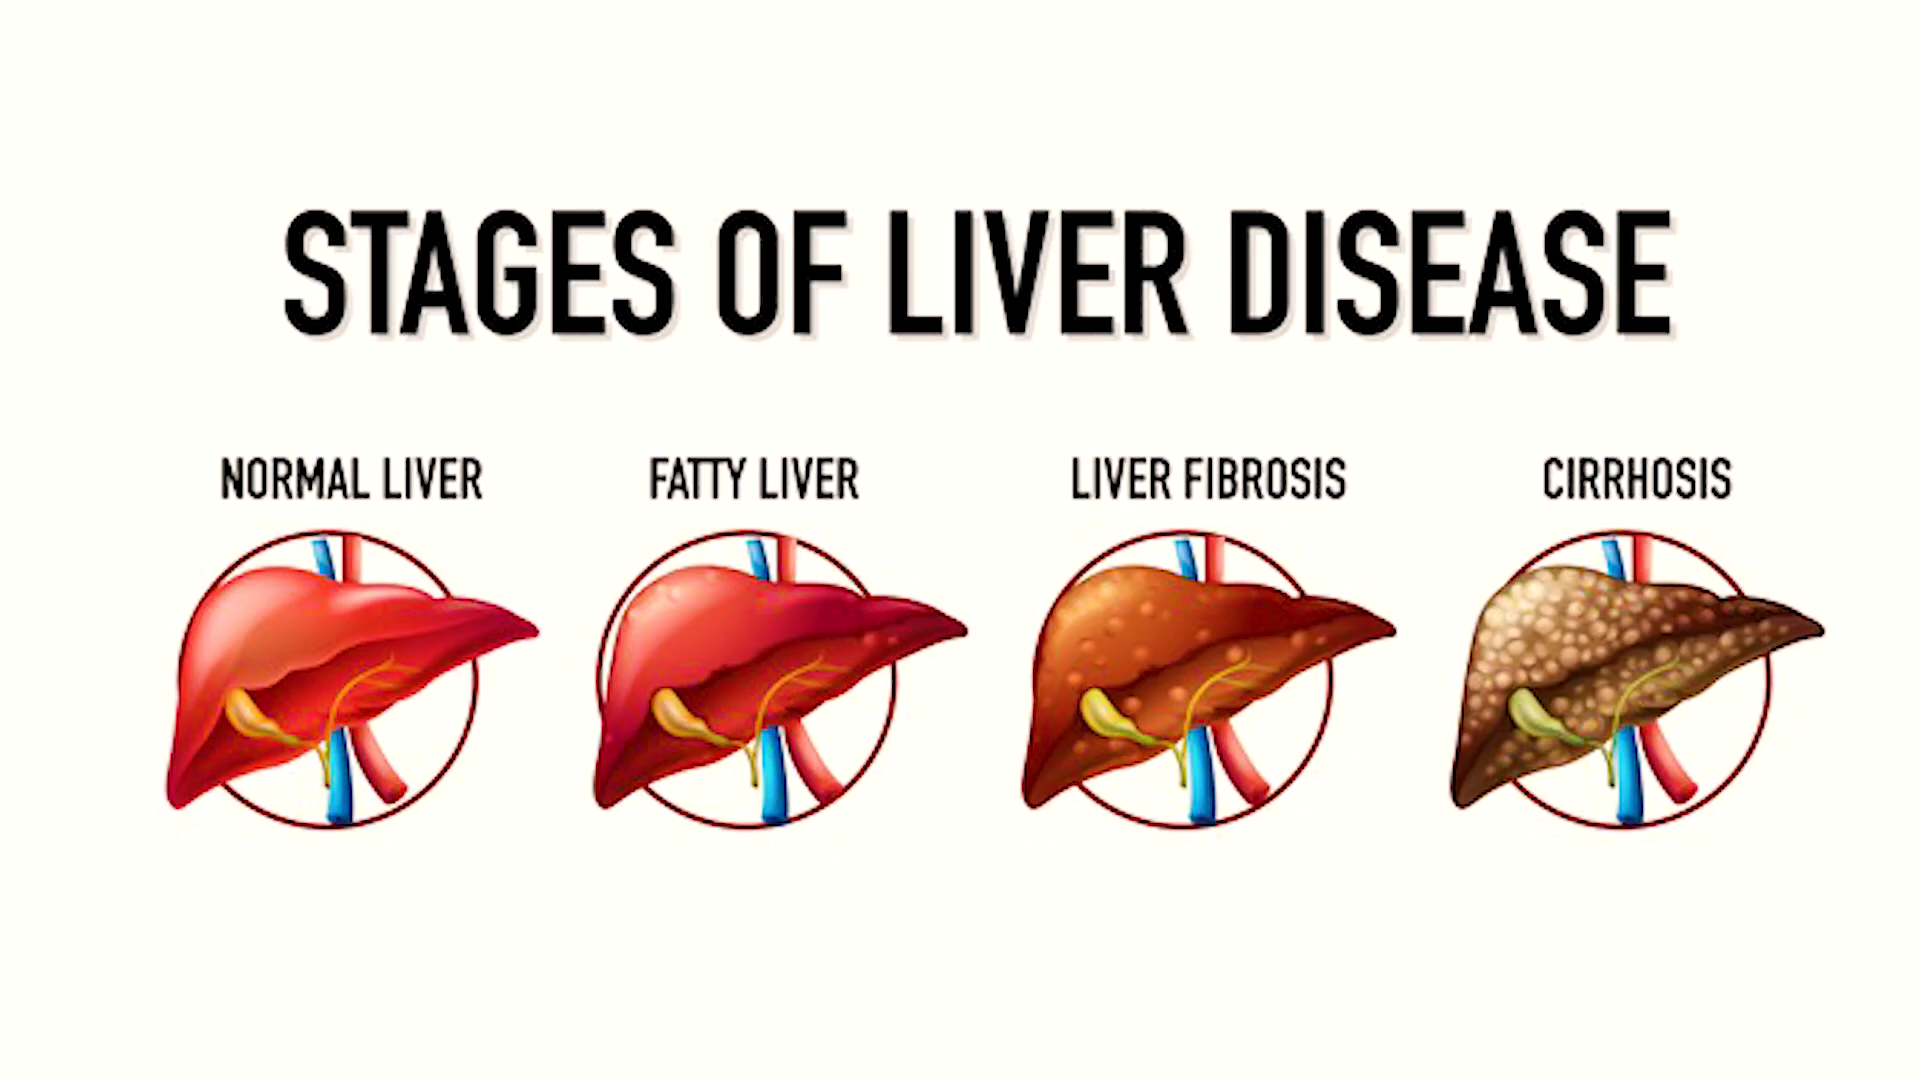 STAGES OF LIVER DISEASE
NORMAL LIVER
FATTY LIVER
LIVER FIBROSIS
CIRRHOSIS